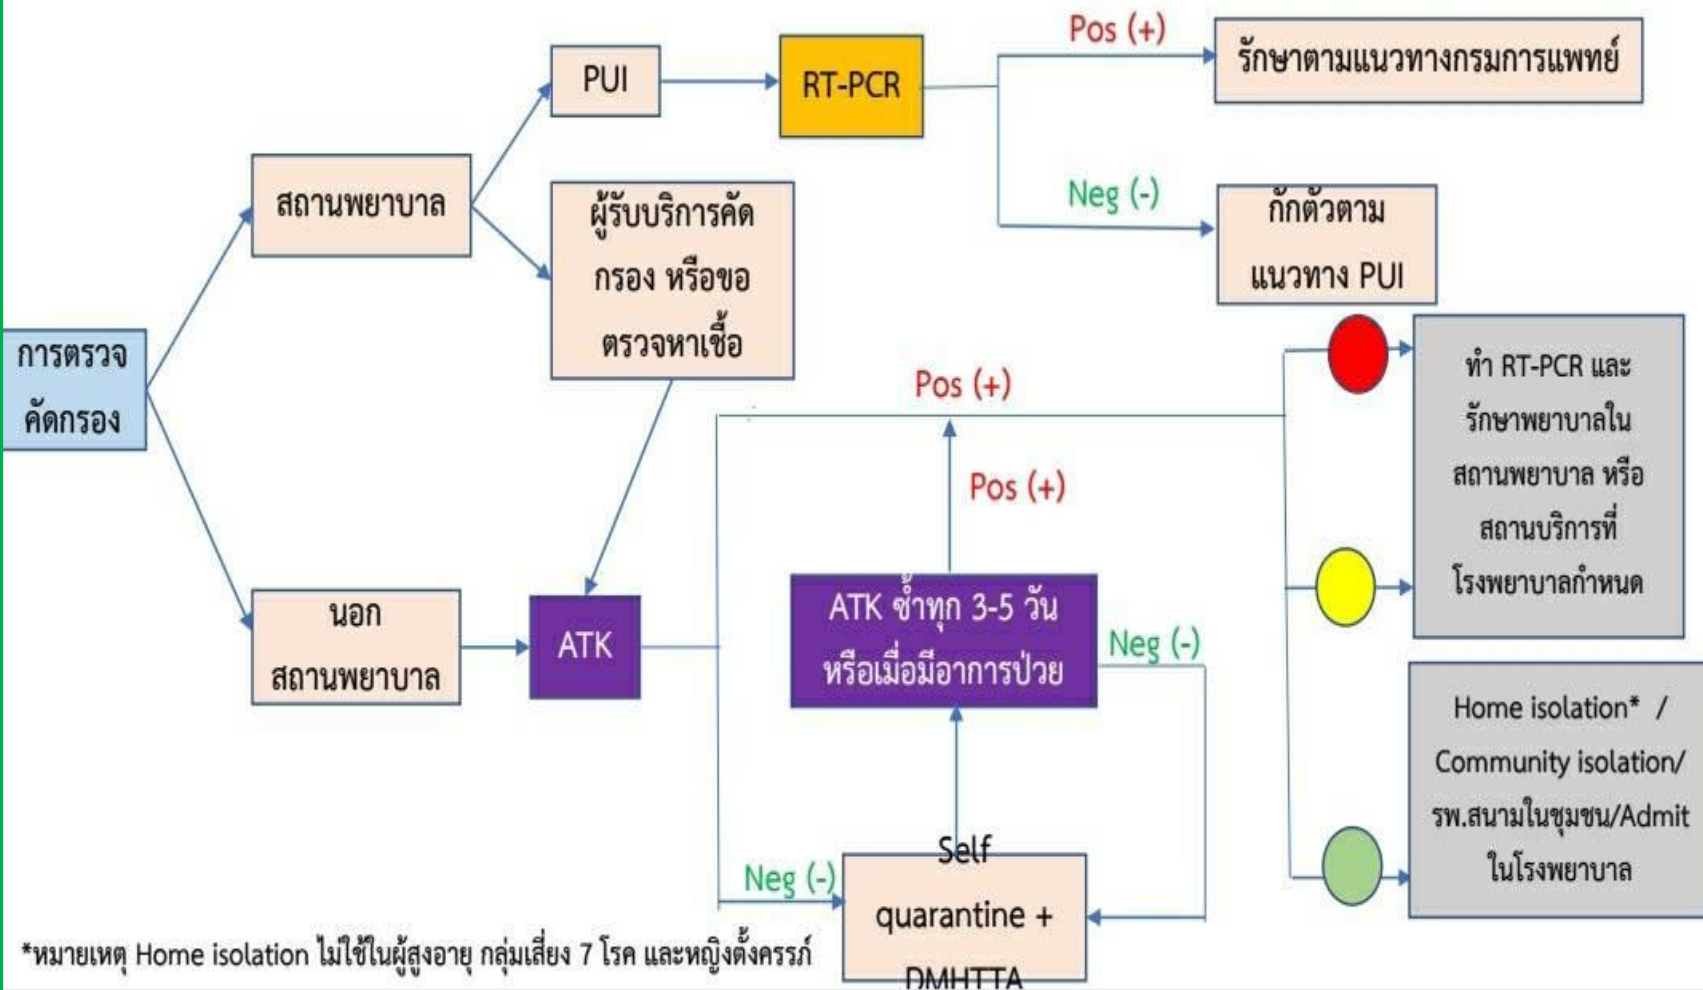 การตรวจ
คัดกรอง
สถานพยาบาล
PUI
RT-PCR
Pos (+)
รักษาตามแนวทางกรมการแพทย์
Neg (-)
กักตัวตาม
แนวทาง PUI
ผู้รับบริการคัด
กรอง หรือขอ
ตรวจหาเชื้อ
นอก
สถานพยาบาล
ATK
Pos (+)
Pos (+)
ATK ซ้ำทุก 3-5 วัน
หรือเมื่อมีอาการป่วย
Neg (-)
Neg (-)
Self
quarantine +
DMHTTA
ทำ RT-PCR และ
รักษาพยาบาลใน
สถานพยาบาล หรือ
สถานบริการที่
โรงพยาบาลกำหนด
Home isolation* /
Community isolation/
รพ.สนามในชุมชน/Admit
ในโรงพยาบาล
*หมายเหตุ Home isolation ไม่ใช้ในผู้สูงอายุ กลุ่มเสี่ยง 7 โรค และหญิงตั้งครรภ์